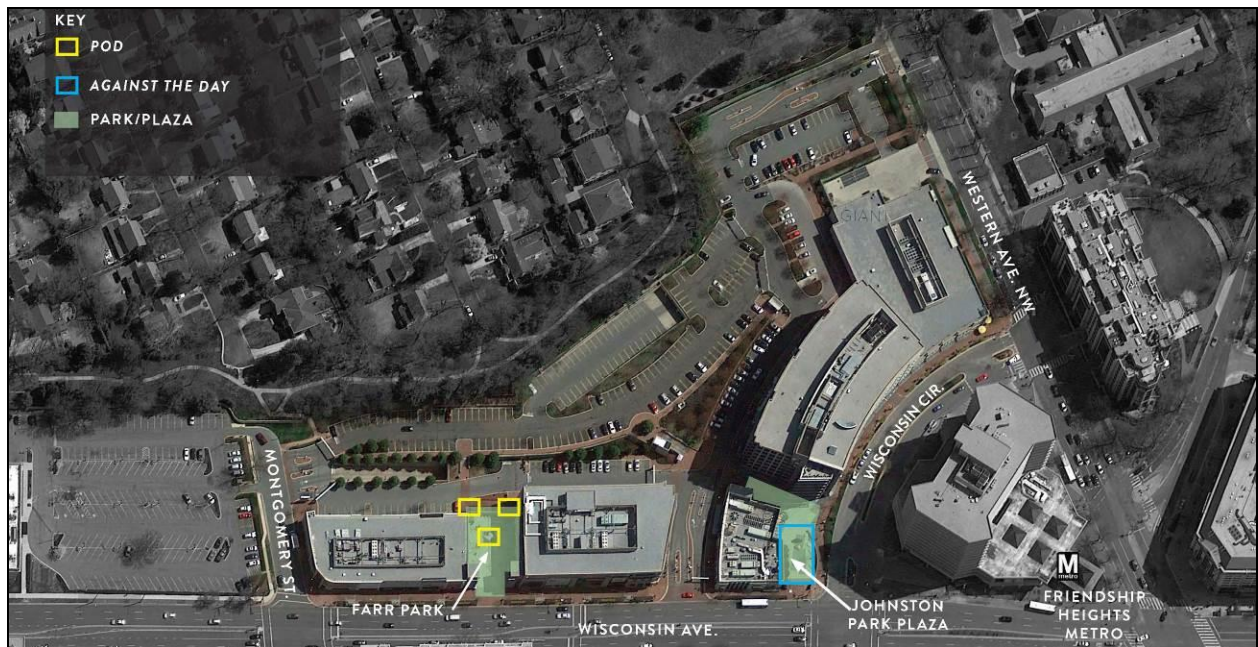 KEY
POD
AGAINST THE DAY
PARK/PLAZA
GIANT
WESTERN AVE. NW
WISCONSIN CIR
MONTGOMERY ST
FARR PARK
WISCONSIN AVE.
JOHNSTON
PARK PLAZA
M
metro
FRIENDSHIP
HEIGHTS
METRO